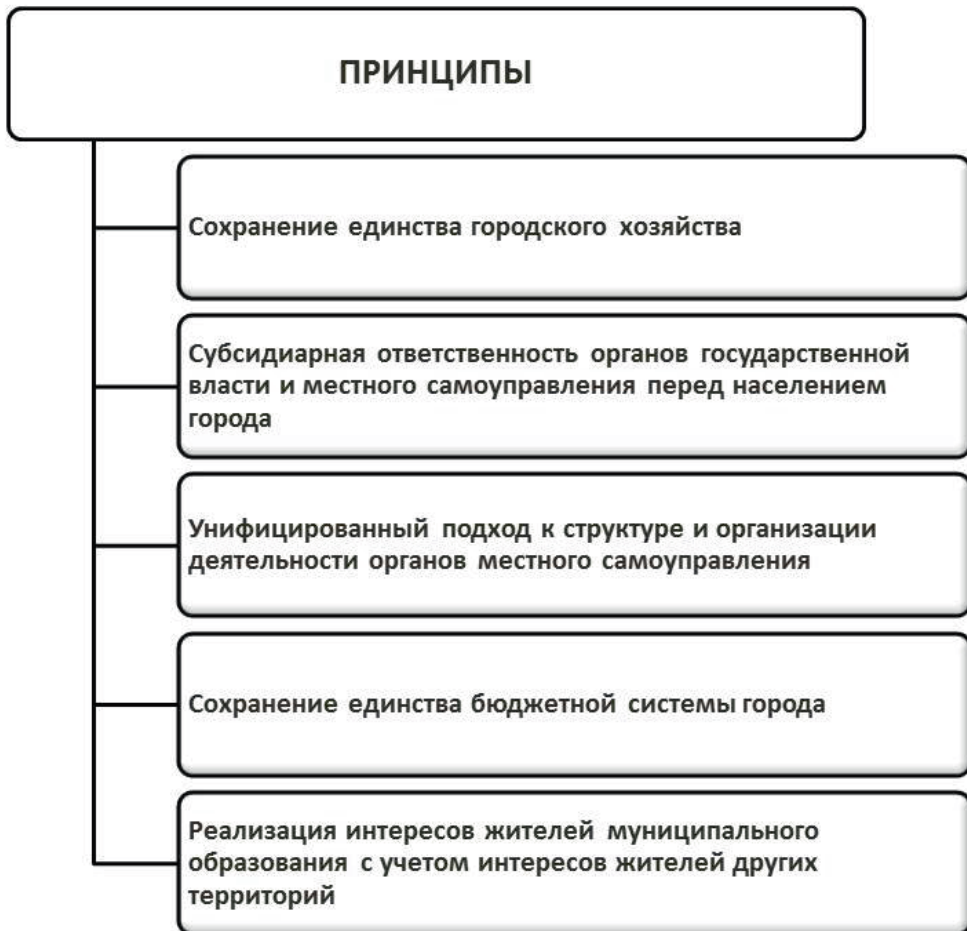 ПРИНЦИПЫ
Сохранение единства городского хозяйства
Субсидиарная ответственность органов государственной
власти и местного самоуправления перед населением
города
Унифицированный подход к структуре и организации
деятельности органов местного самоуправления
Сохранение единства бюджетной системы города
Реализация интересов жителей муниципального
образования с учетом интересов жителей других
территорий